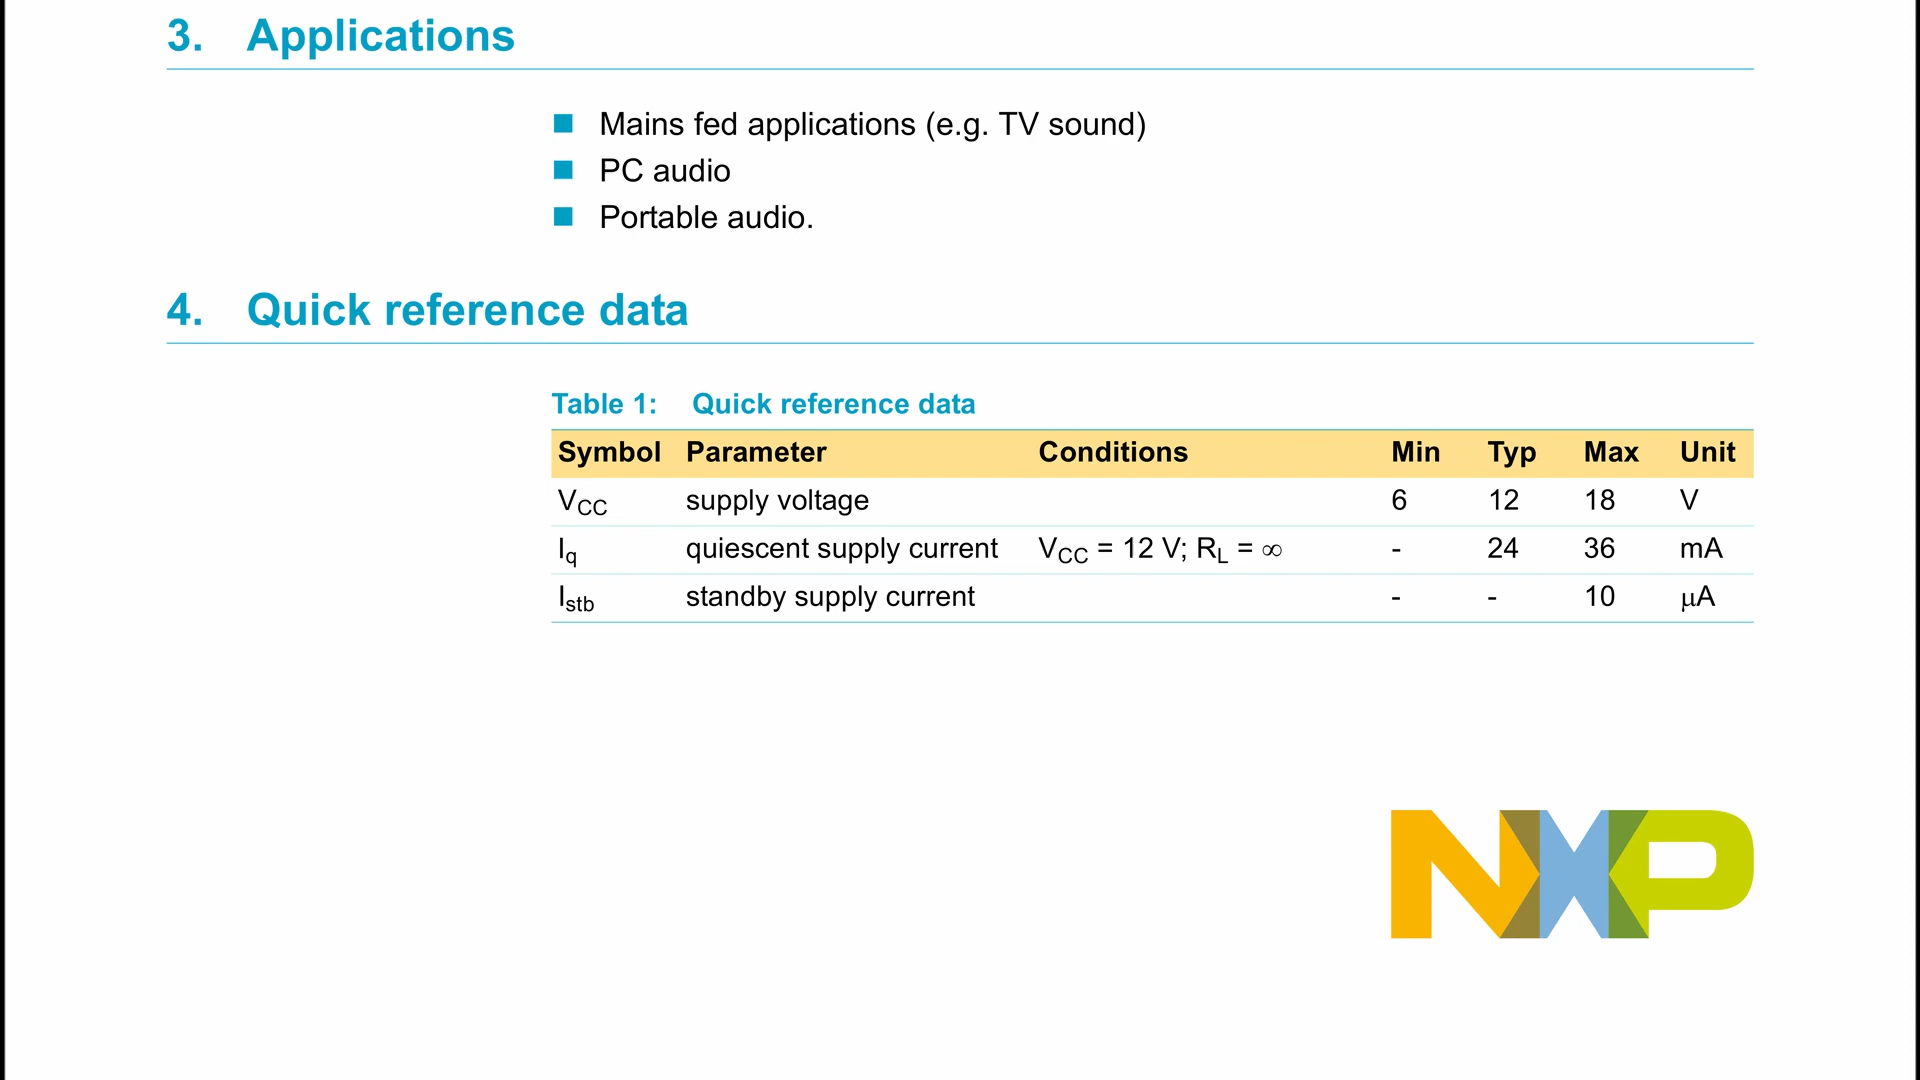 3. Applications
■ Mains fed applications (e.g. TV sound)
■ PC audio
■ Portable audio.
4. Quick reference data
Table 1: Quick reference data
Symbol Parameter Conditions Min Typ Max Unit
VCC supply voltage 6 12 18 V
Iq quiescent supply current VCC = 12 V; RL = ∞ - 24 36 mA
Istb standby supply current - - 10 μA
NXP